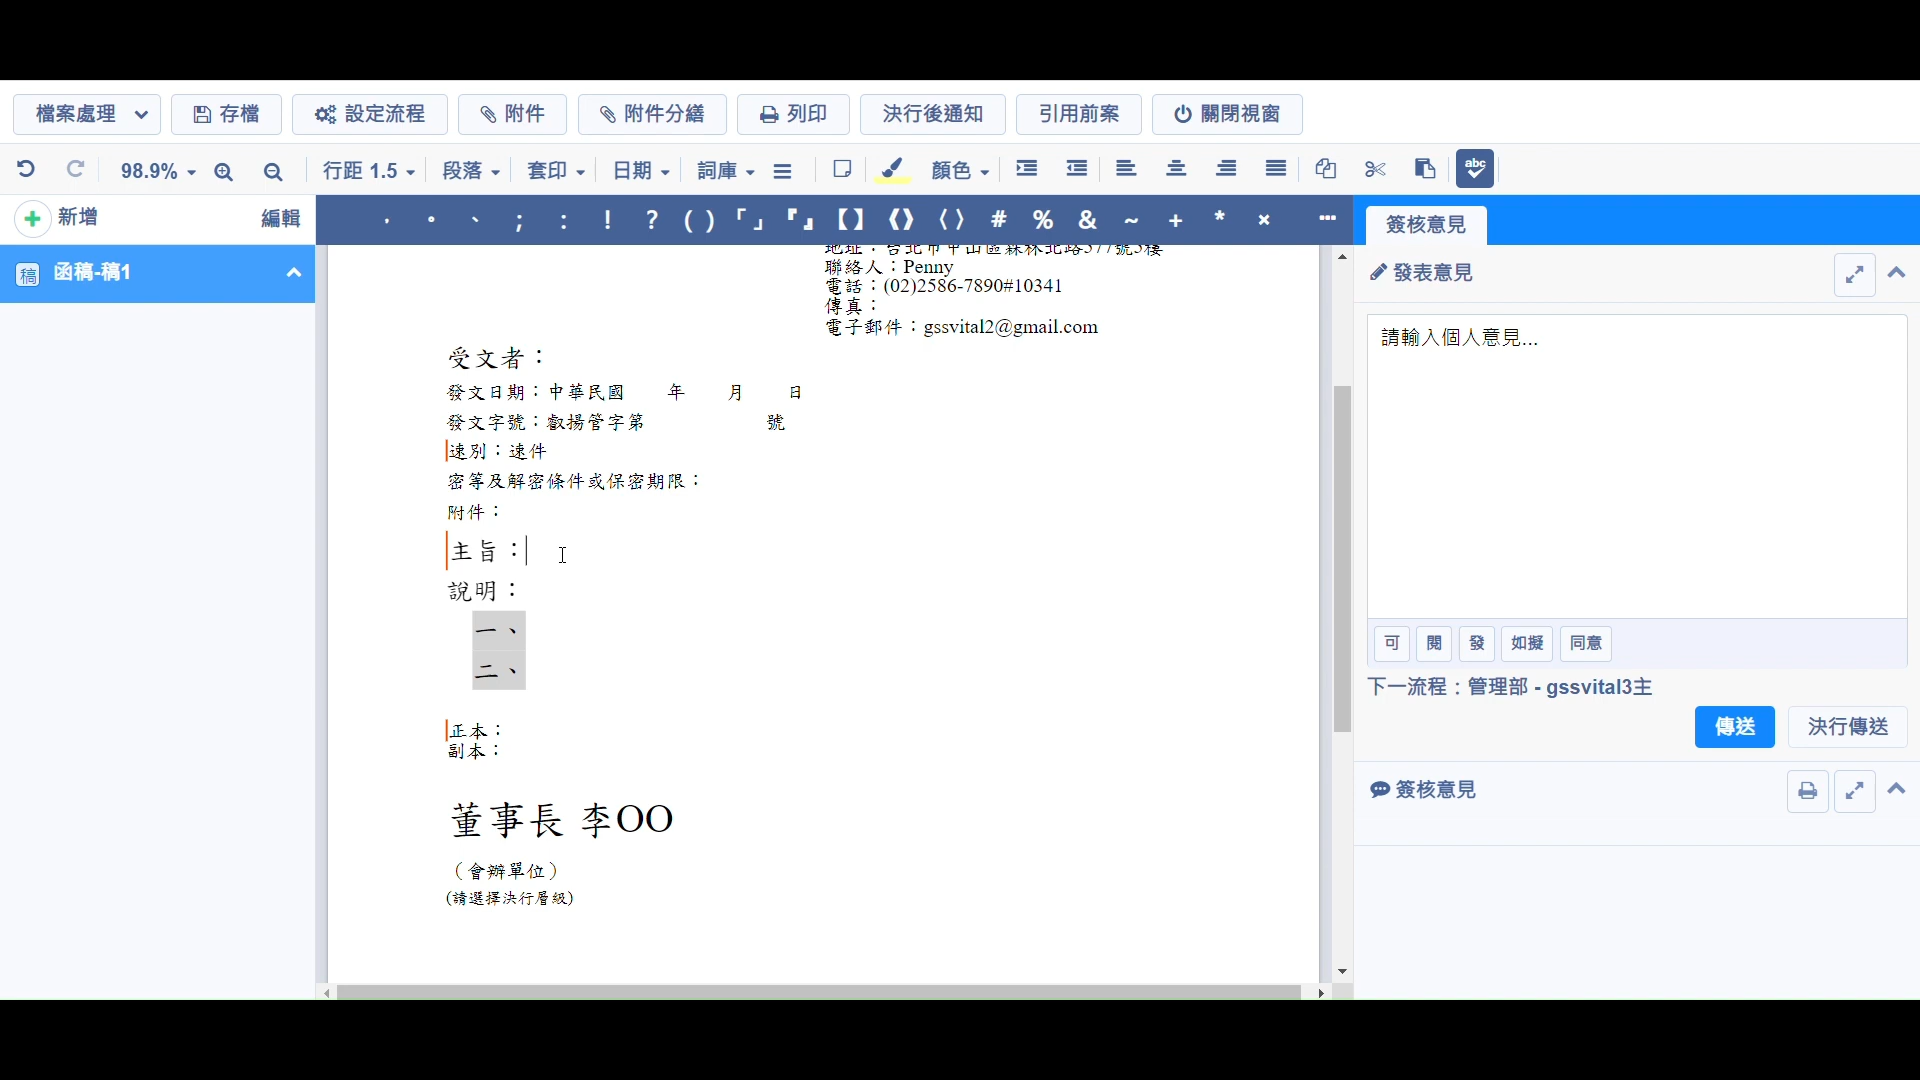 檔案處理 存檔 設定流程 附件 附件分繕 列印 決行後通知 引用前案 關閉視窗
98.9% 行距 1.5 段落 套印 日期 詞庫 顏色 abc
新增 編輯 , 。 、 ; : ! ? ( ) 「 」 『 』 【 】 《 》 〈 〉 # % & ~ + * × ... 簽核意見
稿 函稿-稿1
發表意見
聯絡人：Penny
電話：(02)2586-7890#10341
傳真：
電子郵件：gssvital2@gmail.com
請輸入個人意見...
受文者：
發文日期：中華民國 年 月 日
發文字號：叡揚管字第 號
速別：速件
密等及解密條件或保密期限：
附件：
主旨：
說明：
一、
二、
正本：
副本：
董事長 李OO
（會辦單位）
(請選擇決行層級)
可 閱 發 如擬 同意
下一流程：管理部 - gssvital3主
傳送 決行傳送
簽核意見